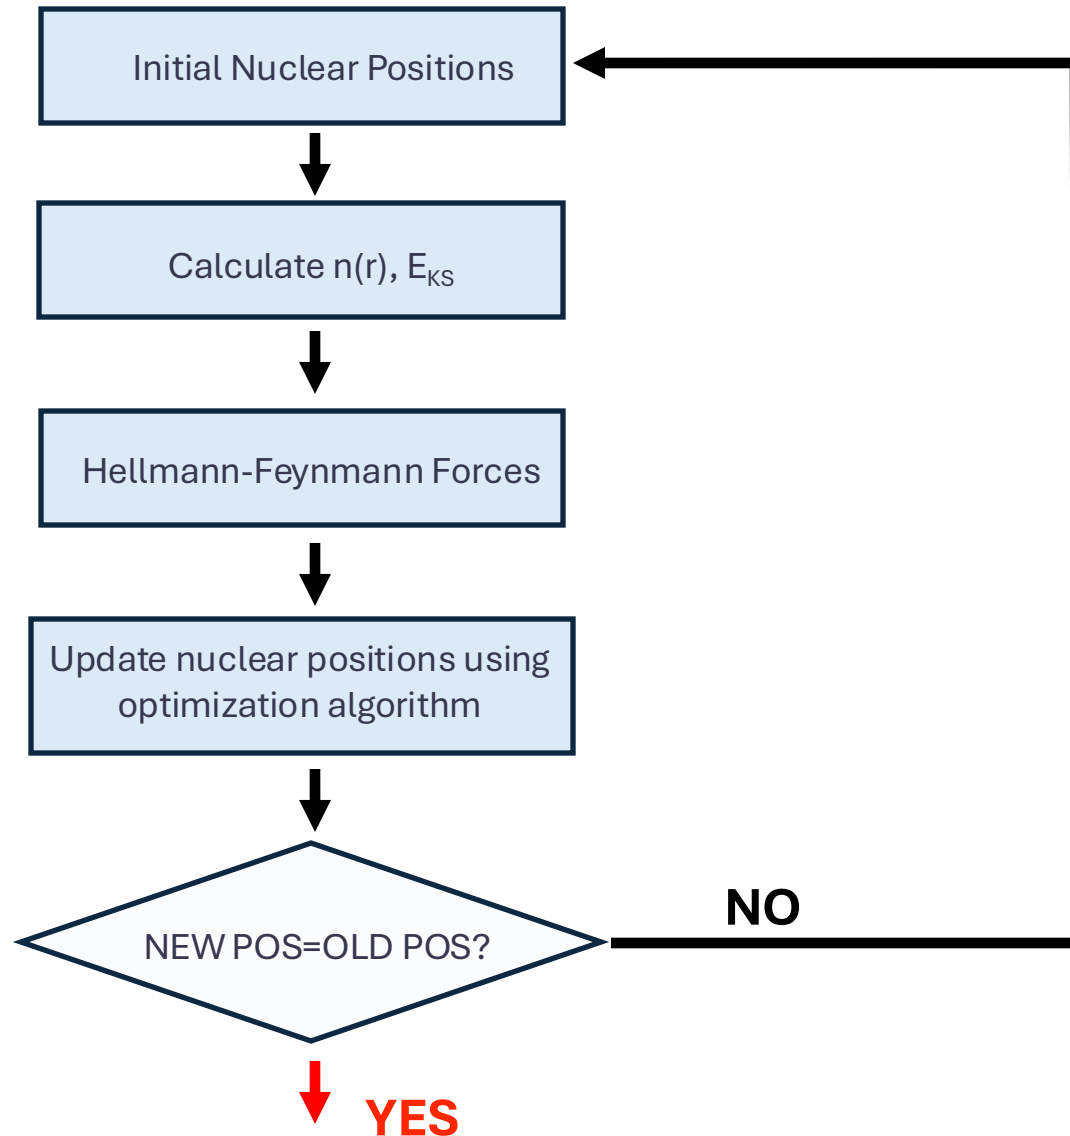 Initial Nuclear Positions
Calculate n(r), E_KS
Hellmann-Feynmann Forces
Update nuclear positions using
optimization algorithm
NEW POS=OLD POS?
NO
YES